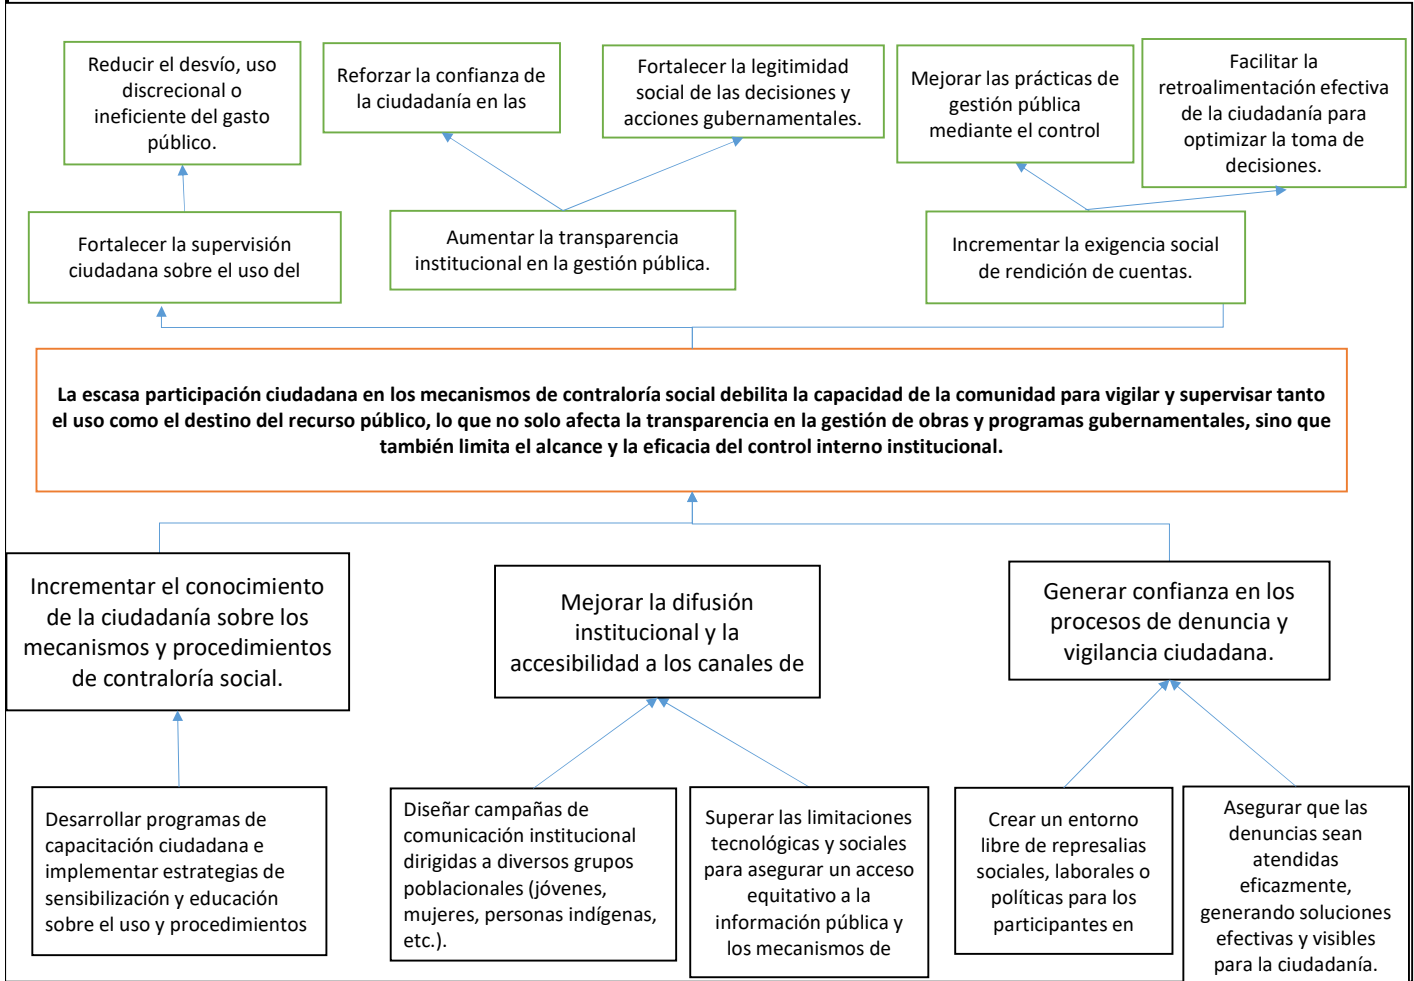 Reducir el desvío, uso
discrecional o
ineficiente del gasto
público.
Reforzar la confianza de
la ciudadanía en las
Fortalecer la legitimidad
social de las decisiones y
acciones gubernamentales.
Mejorar las prácticas de
gestión pública
mediante el control
Facilitar la
retroalimentación efectiva
de la ciudadanía para
optimizar la toma de
decisiones.
Fortalecer la supervisión
ciudadana sobre el uso del
Aumentar la transparencia
institucional en la gestión pública.
Incrementar la exigencia social
de rendición de cuentas.
La escasa participación ciudadana en los mecanismos de contraloría social debilita la capacidad de la comunidad para vigilar y supervisar tanto
el uso como el destino del recurso público, lo que no solo afecta la transparencia en la gestión de obras y programas gubernamentales, sino que
también limita el alcance y la eficacia del control interno institucional.
Incrementar el conocimiento
de la ciudadanía sobre los
mecanismos y procedimientos
de contraloría social.
Mejorar la difusión
institucional y la
accesibilidad a los canales de
Generar confianza en los
procesos de denuncia y
vigilancia ciudadana.
Desarrollar programas de
capacitación ciudadana e
implementar estrategias de
sensibilización y educación
sobre el uso y procedimientos
Diseñar campañas de
comunicación institucional
dirigidas a diversos grupos
poblacionales (jóvenes,
mujeres, personas indígenas,
etc.).
Superar las limitaciones
tecnológicas y sociales
para asegurar un acceso
equitativo a la
información pública y
los mecanismos de
Crear un entorno
libre de represalias
sociales, laborales o
políticas para los
participantes en
Asegurar que las
denuncias sean
atendidas
eficazmente,
generando soluciones
efectivas y visibles
para la ciudadanía.